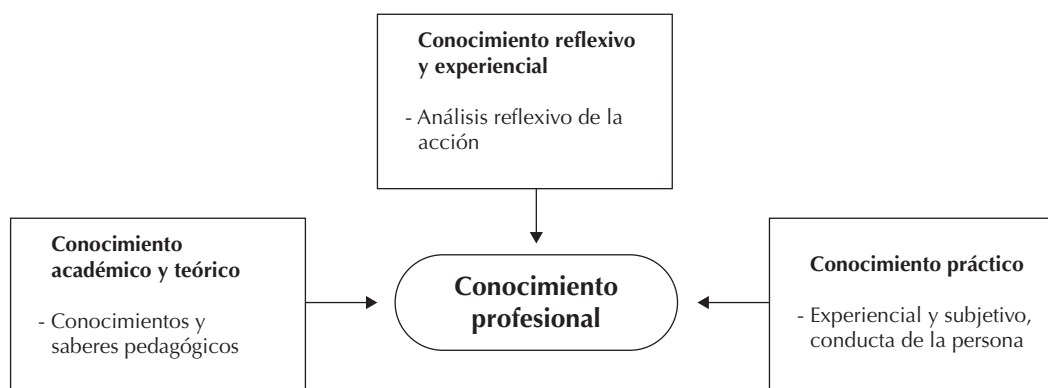 Conocimiento reflexivo
y experiencial
- Análisis reflexivo de la
acción
Conocimiento
académico y teórico
- Conocimientos y
saberes pedagógicos
Conocimiento
profesional
Conocimiento práctico
- Experiencial y subjetivo,
conducta de la persona